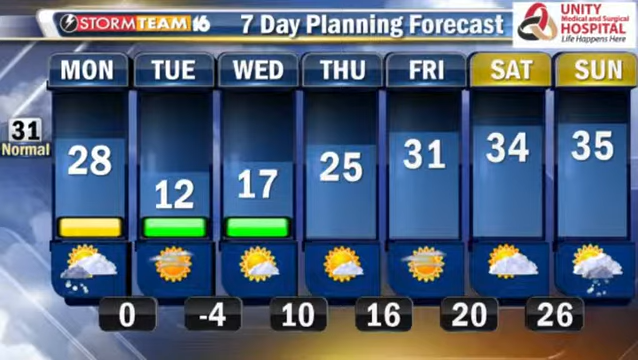 STORMTEAM 16
7 Day Planning Forecast
UNITY
Medical and Surgical
HOSPITAL
Life Happens Here
MON TUE WED THU FRI SAT SUN
31
Normal
28 12 17 25 31 34 35
0 -4 10 16 20 26